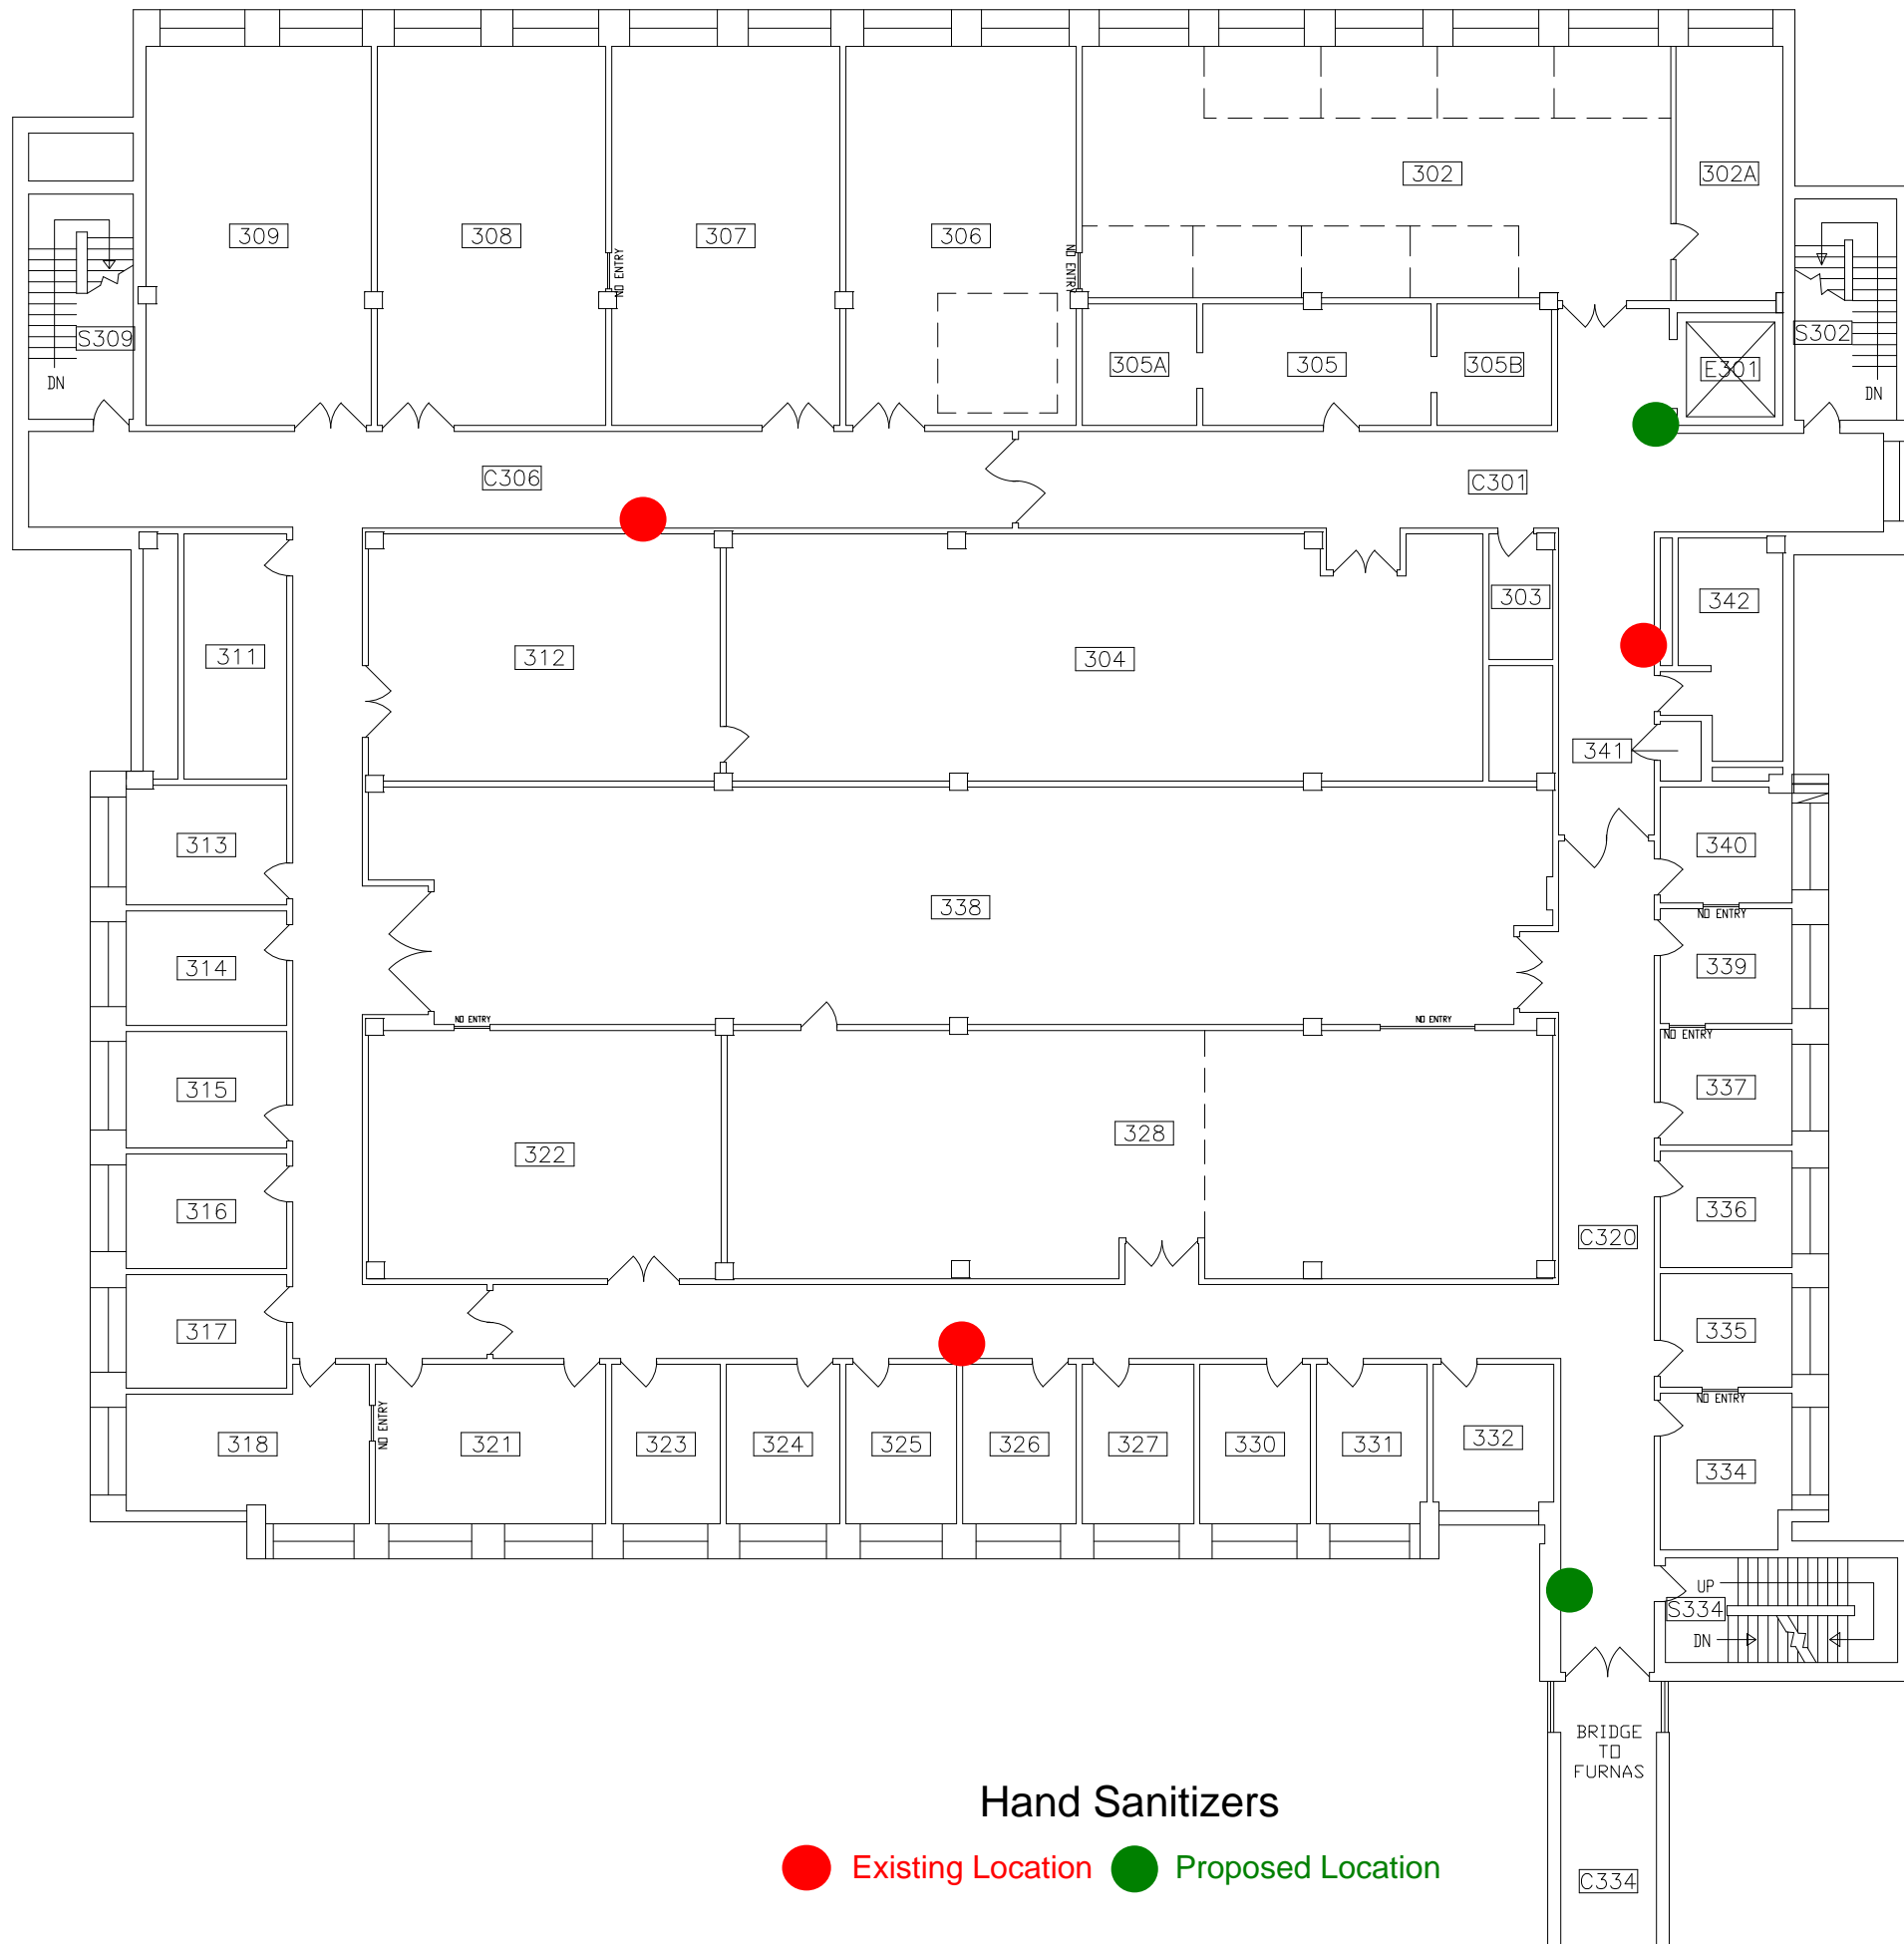 302
302A
309
308
307
306
NO ENTRY
NO ENTRY
S309
S302
305A
305
305B
E301
DN
DN
C306
C301
303
342
311
312
304
341
313
340
338
NO ENTRY
314
339
NO ENTRY
NO ENTRY
NO ENTRY
315
337
328
322
316
336
C320
317
335
NO ENTRY
NO ENTRY
318
321
323
324
325
326
327
330
331
332
334
UP
S334
DN
BRIDGE
TO
FURNAS
Hand Sanitizers
Existing Location
Proposed Location
C334